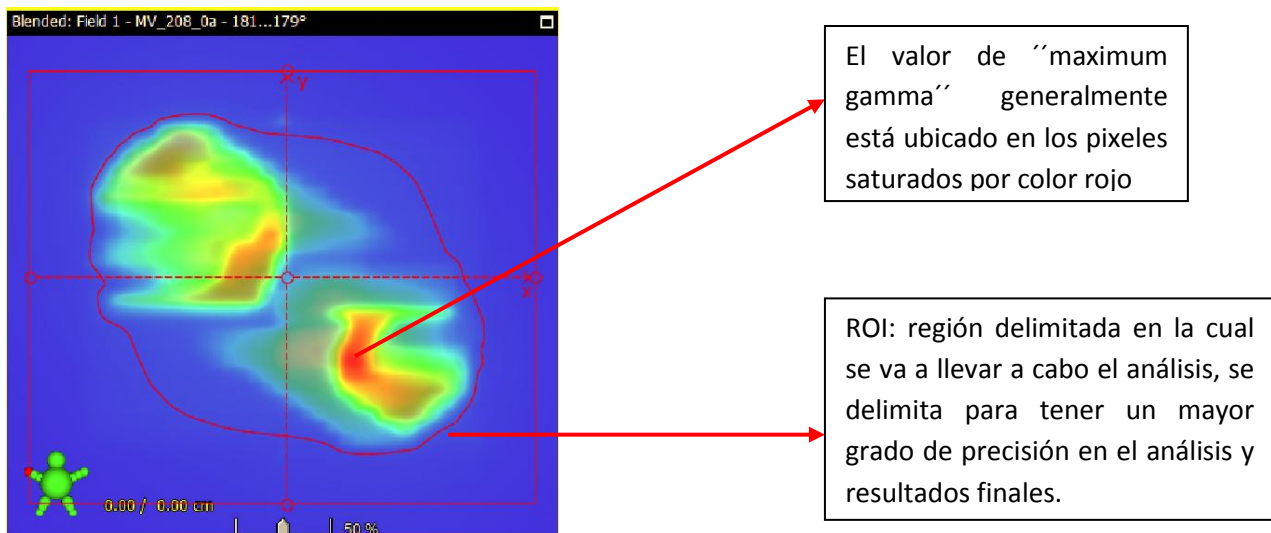 Blended: Field 1 - MV_208_0a - 181...179°
y
x
0.00 / 0.00 cm
50 %
El valor de ´´maximum
gamma´´ generalmente
está ubicado en los pixeles
saturados por color rojo
ROI: región delimitada en la cual
se va a llevar a cabo el análisis, se
delimita para tener un mayor
grado de precisión en el análisis y
resultados finales.